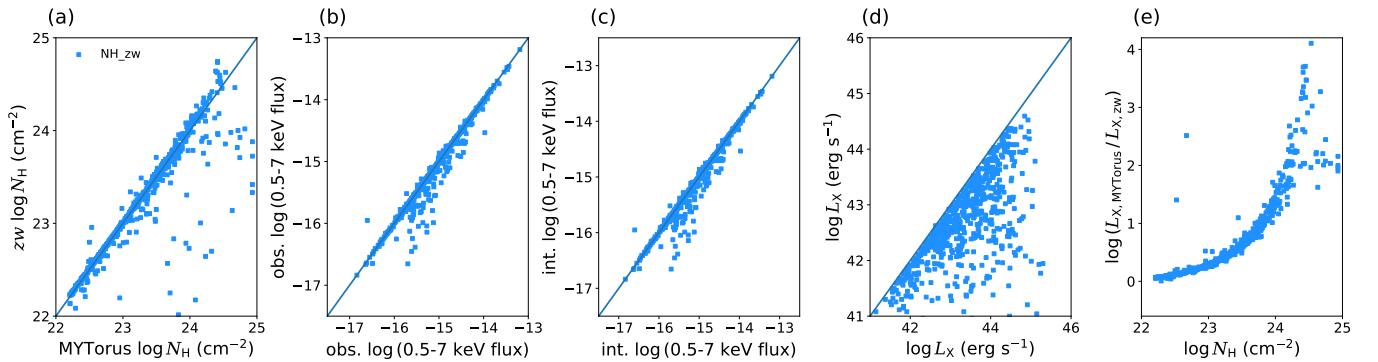 (a)
25
24
23
22
22
23
24
25
zw log N_H (cm⁻²)
MYTorus log N_H (cm⁻²)
NH_zw
(b)
−13
−14
−15
−16
−17
−17
−16
−15
−14
−13
obs. log (0.5-7 keV flux)
obs. log (0.5-7 keV flux)
(c)
−13
−14
−15
−16
−17
−17
−16
−15
−14
−13
int. log (0.5-7 keV flux)
int. log (0.5-7 keV flux)
(d)
46
45
44
43
42
41
42
44
46
log L_X (erg s⁻¹)
log L_X (erg s⁻¹)
(e)
4
3
2
1
0
22
23
24
25
log (L_X,MYTorus / L_X,zw)
log N_H (cm⁻²)